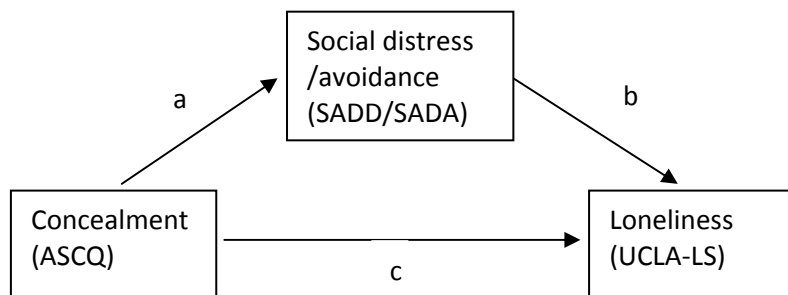 Social distress
/avoidance
(SADD/SADA)
a
b
Concealment
(ASCQ)
Loneliness
(UCLA-LS)
c